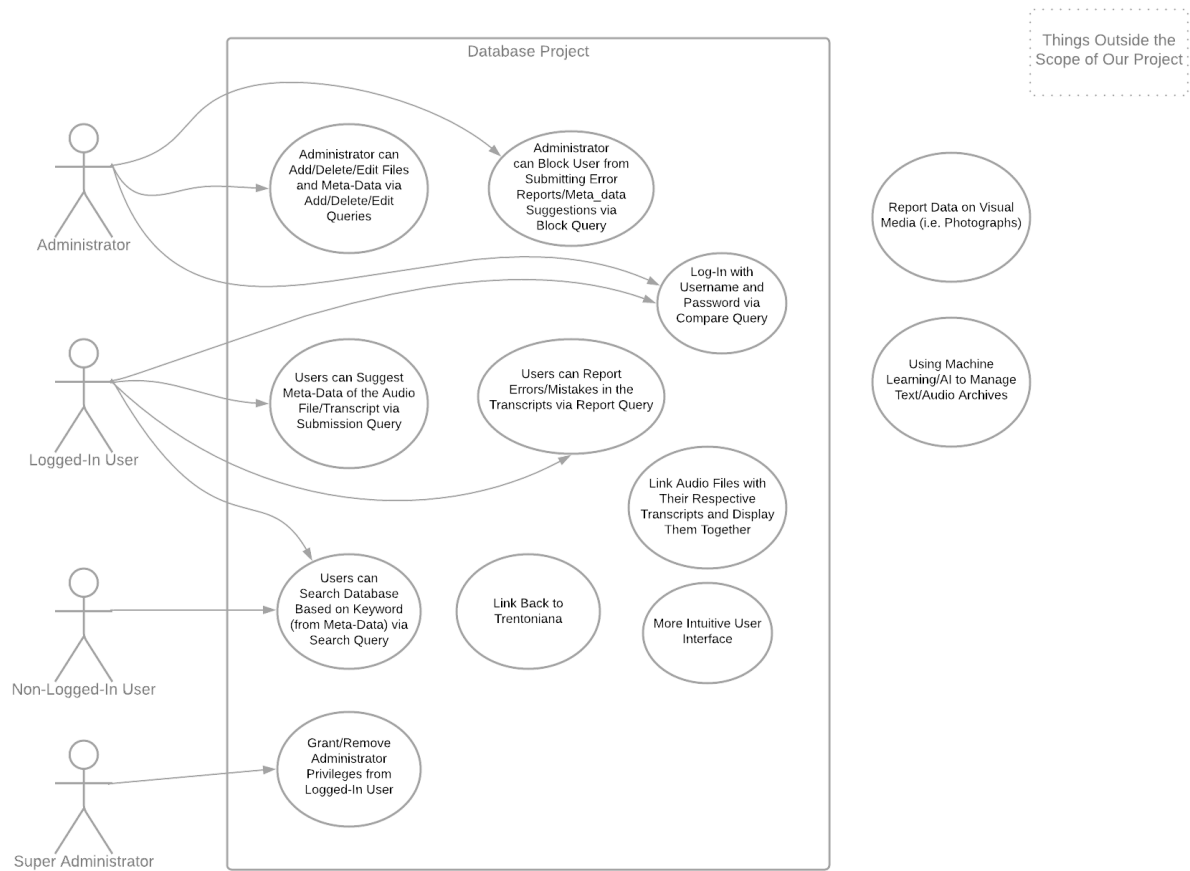 Database Project
Things Outside the
Scope of Our Project
Administrator can
Add/Delete/Edit Files
and Meta-Data via
Add/Delete/Edit
Queries
Administrator
can Block User from
Submitting Error
Reports/Meta_data
Suggestions via
Block Query
Report Data on Visual
Media (i.e. Photographs)
Administrator
Log-In with
Username and
Password via
Compare Query
Users can Suggest
Meta-Data of the Audio
File/Transcript via
Submission Query
Users can Report
Errors/Mistakes in the
Transcripts via Report Query
Using Machine
Learning/AI to Manage
Text/Audio Archives
Logged-In User
Link Audio Files with
Their Respective
Transcripts and Display
Them Together
Users can
Search Database
Based on Keyword
(from Meta-Data) via
Search Query
Link Back to
Trentoniana
More Intuitive User
Interface
Non-Logged-In User
Grant/Remove
Administrator
Privileges from
Logged-In User
Super Administrator